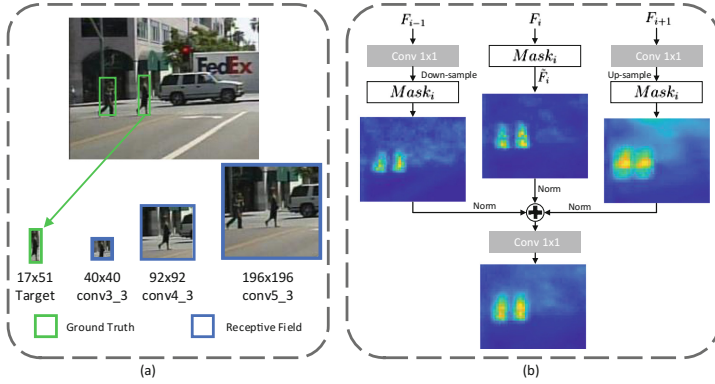 FedEx
17x51
Target
40x40
conv3_3
92x92
conv4_3
196x196
conv5_3
Ground Truth
Receptive Field
(a)
F_{i-1}
F_i
F_{i+1}
Conv 1x1
Mask_i
Conv 1x1
Down-sample
F̃_i
Up-sample
Mask_i
Mask_i
Norm
Norm
Norm
Conv 1x1
(b)